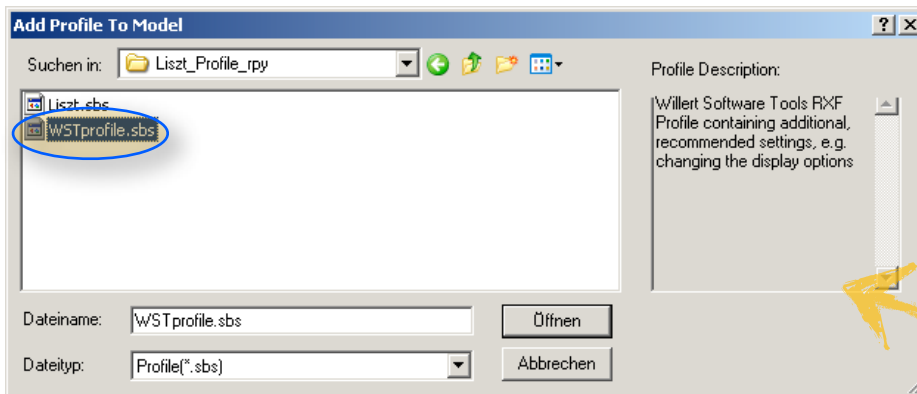 Add Profile To Model
Suchen in: Liszt_Profile_rpy
Profile Description:
Liszt.sbs
WSTprofile.sbs
Willert Software Tools RXF
Profile containing additional,
recommended settings, e.g.
changing the display options
Dateiname: WSTprofile.sbs
Öffnen
Dateityp: Profile(*.sbs)
Abbrechen